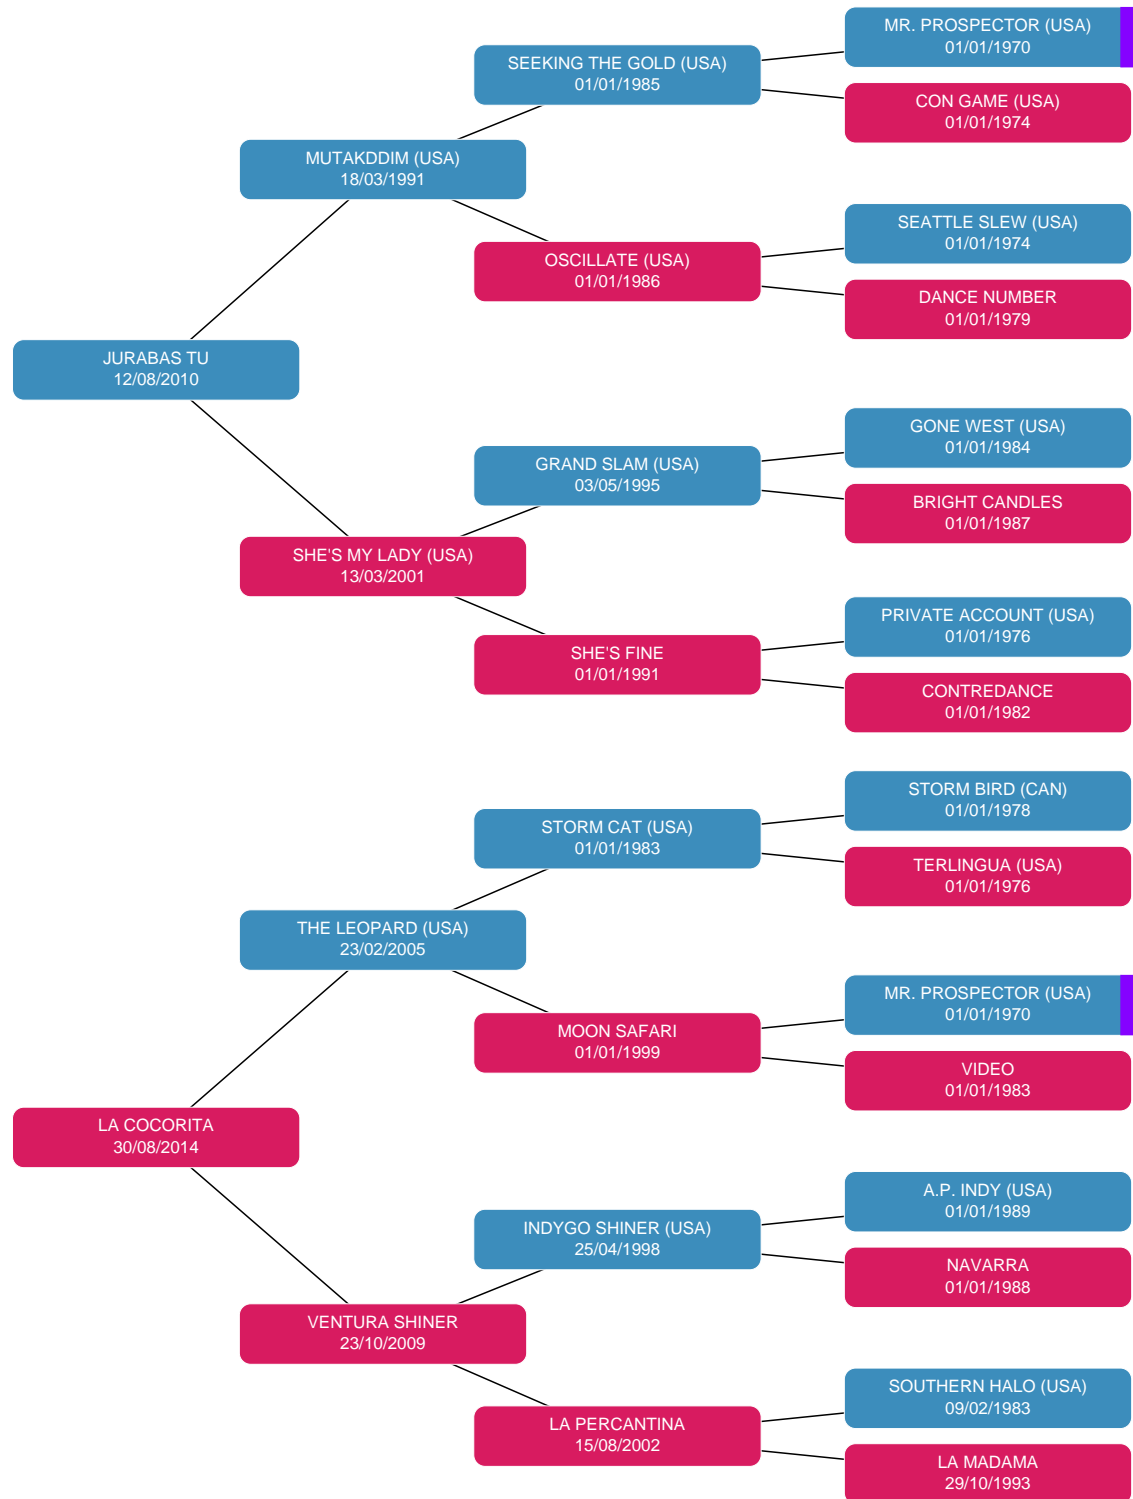 MR. PROSPECTOR (USA)
01/01/1970
SEEKING THE GOLD (USA)
01/01/1985
CON GAME (USA)
01/01/1974
MUTAKDDIM (USA)
18/03/1991
SEATTLE SLEW (USA)
01/01/1974
OSCILLATE (USA)
01/01/1986
DANCE NUMBER
01/01/1979
JURABAS TU
12/08/2010
GONE WEST (USA)
01/01/1984
GRAND SLAM (USA)
03/05/1995
BRIGHT CANDLES
01/01/1987
SHE'S MY LADY (USA)
13/03/2001
PRIVATE ACCOUNT (USA)
01/01/1976
SHE'S FINE
01/01/1991
CONTREDANCE
01/01/1982
STORM BIRD (CAN)
01/01/1978
STORM CAT (USA)
01/01/1983
TERLINGUA (USA)
01/01/1976
THE LEOPARD (USA)
23/02/2005
MR. PROSPECTOR (USA)
01/01/1970
MOON SAFARI
01/01/1999
VIDEO
01/01/1983
LA COCORITA
30/08/2014
A.P. INDY (USA)
01/01/1989
INDYGO SHINER (USA)
25/04/1998
NAVARRA
01/01/1988
VENTURA SHINER
23/10/2009
SOUTHERN HALO (USA)
09/02/1983
LA PERCANTINA
15/08/2002
LA MADAMA
29/10/1993